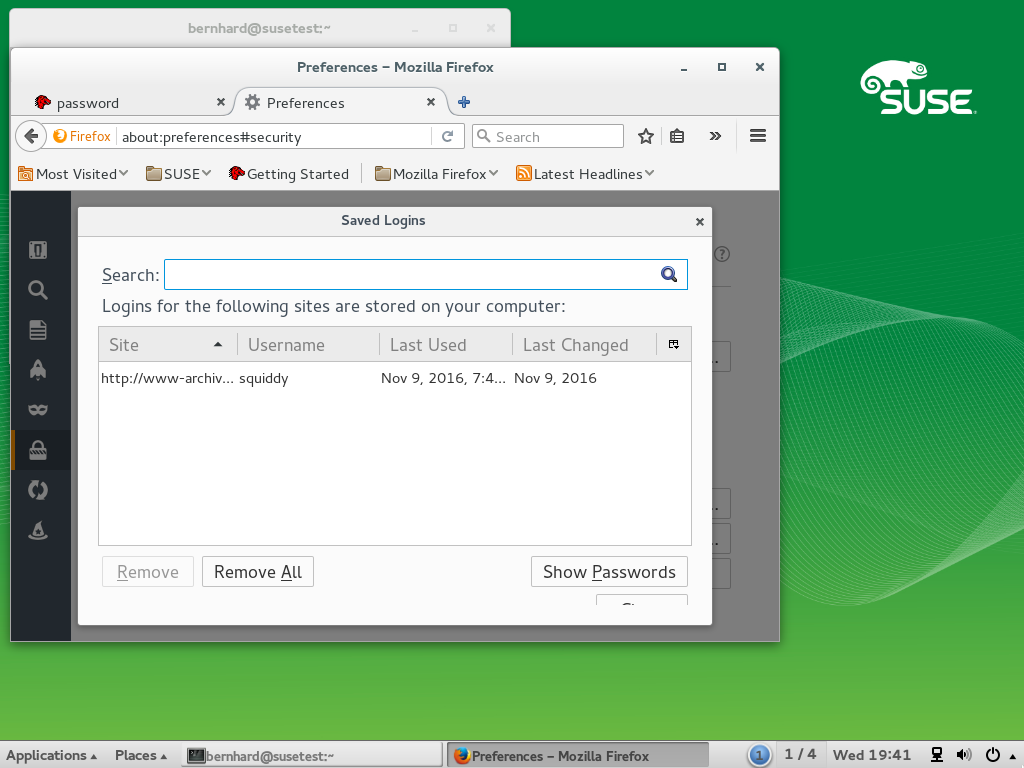 bernhard@susetest:~
Preferences – Mozilla Firefox
SUSE
password
Preferences
Firefox
about:preferences#security
Search
Most Visited
SUSE
Getting Started
Mozilla Firefox
Latest Headlines
Saved Logins
Search:
Logins for the following sites are stored on your computer:
Site Username Last Used Last Changed
http://www-archiv... squiddy Nov 9, 2016, 7:4... Nov 9, 2016
Remove
Remove All
Show Passwords
Applications
Places
bernhard@susetest:~
Preferences – Mozilla Firefox
1
1 / 4
Wed 19:41